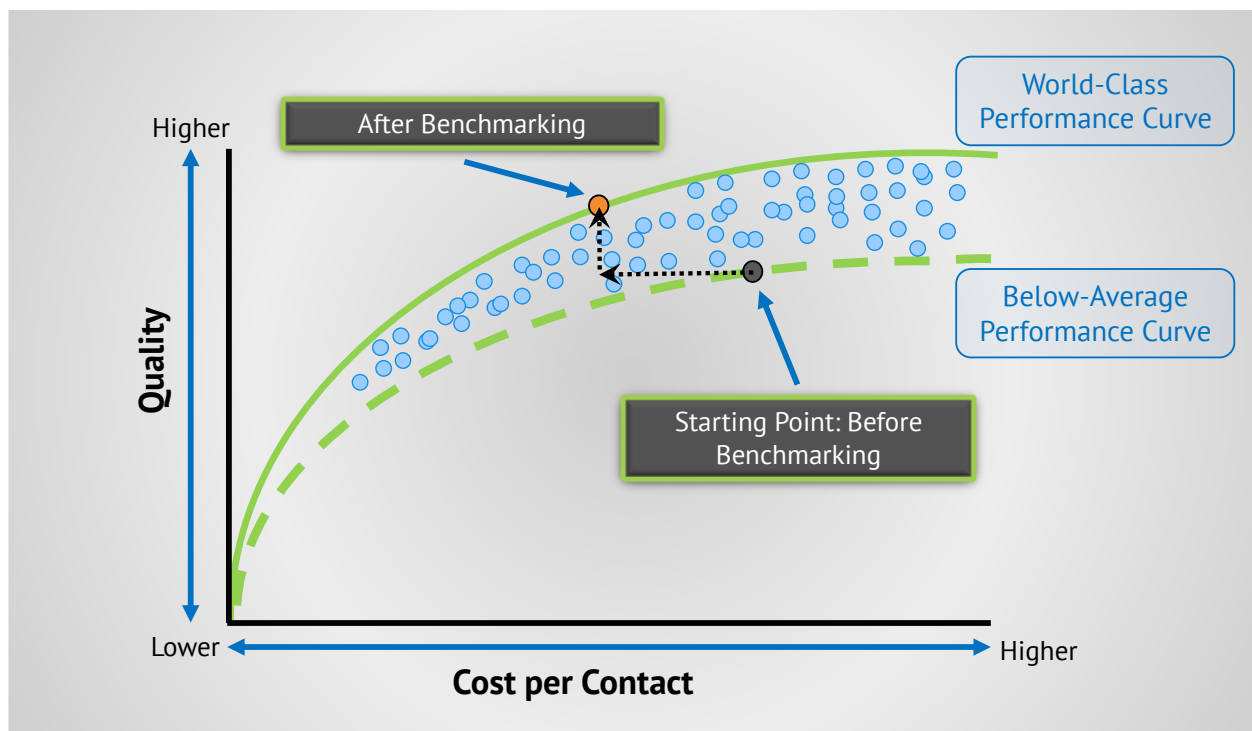 World-Class
Performance Curve
After Benchmarking
Higher
Quality
Below-Average
Performance Curve
Starting Point: Before
Benchmarking
Lower
Higher
Cost per Contact